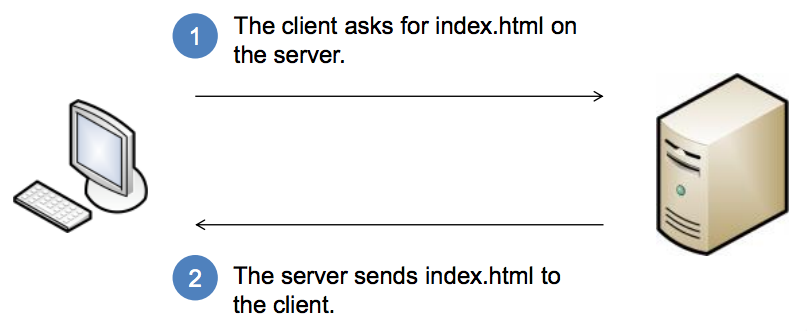 1
The client asks for index.html on
the server.
2
The server sends index.html to
the client.